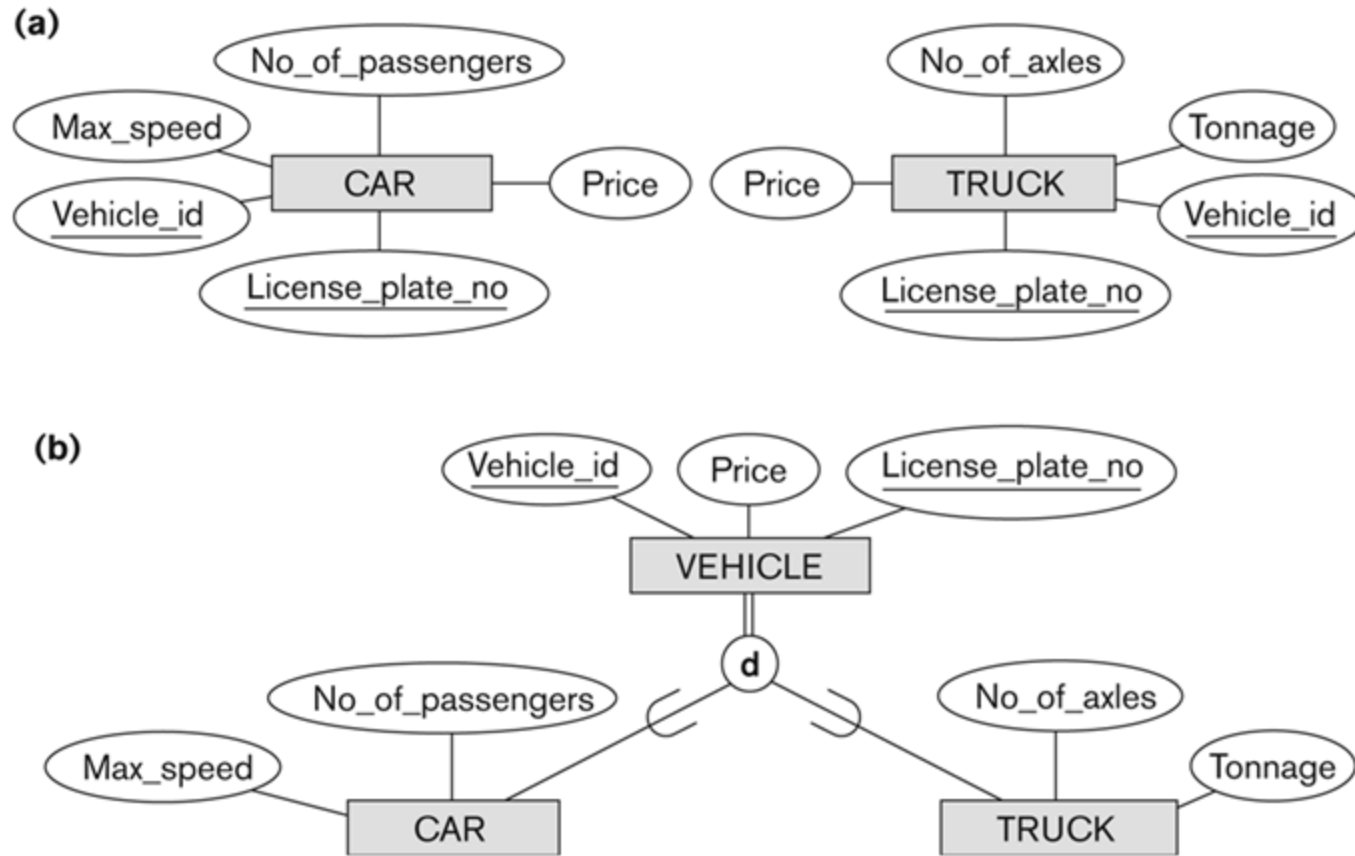 (a)
No_of_passengers
Max_speed
CAR
Price
Vehicle_id
License_plate_no
No_of_axles
Tonnage
Price
TRUCK
Vehicle_id
License_plate_no
(b)
Vehicle_id
Price
License_plate_no
VEHICLE
d
No_of_passengers
Max_speed
CAR
No_of_axles
Tonnage
TRUCK